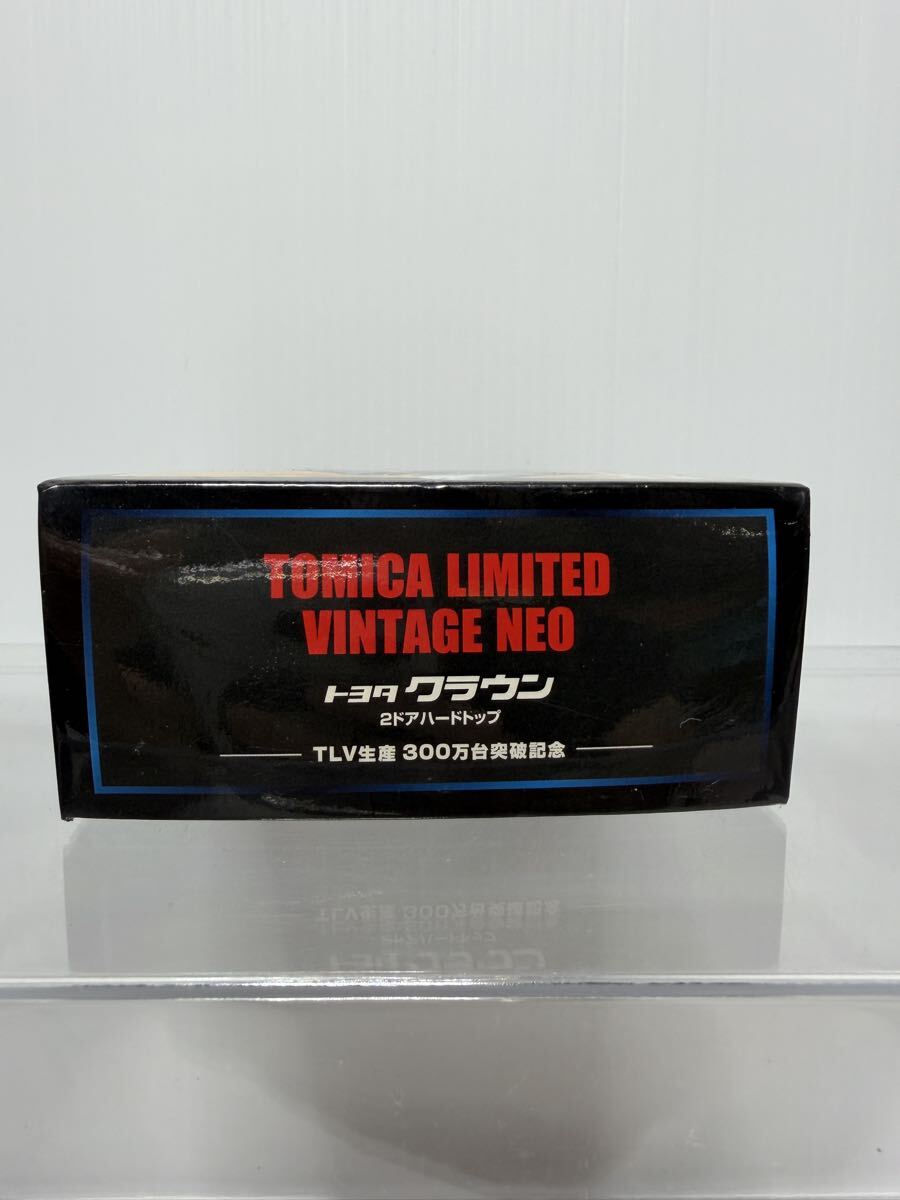 TOMICA LIMITED
VINTAGE NEO
トヨタ クラウン
2ドアハードトップ
TLV生産 300万台突破記念